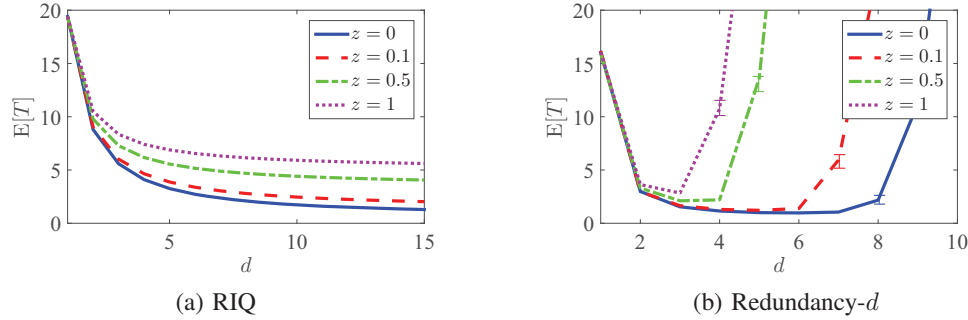 20
15
10
5
0
E[T]
5
10
15
d
z = 0
z = 0.1
z = 0.5
z = 1
(a) RIQ
20
15
10
5
0
E[T]
2
4
6
8
10
d
z = 0
z = 0.1
z = 0.5
z = 1
(b) Redundancy-d